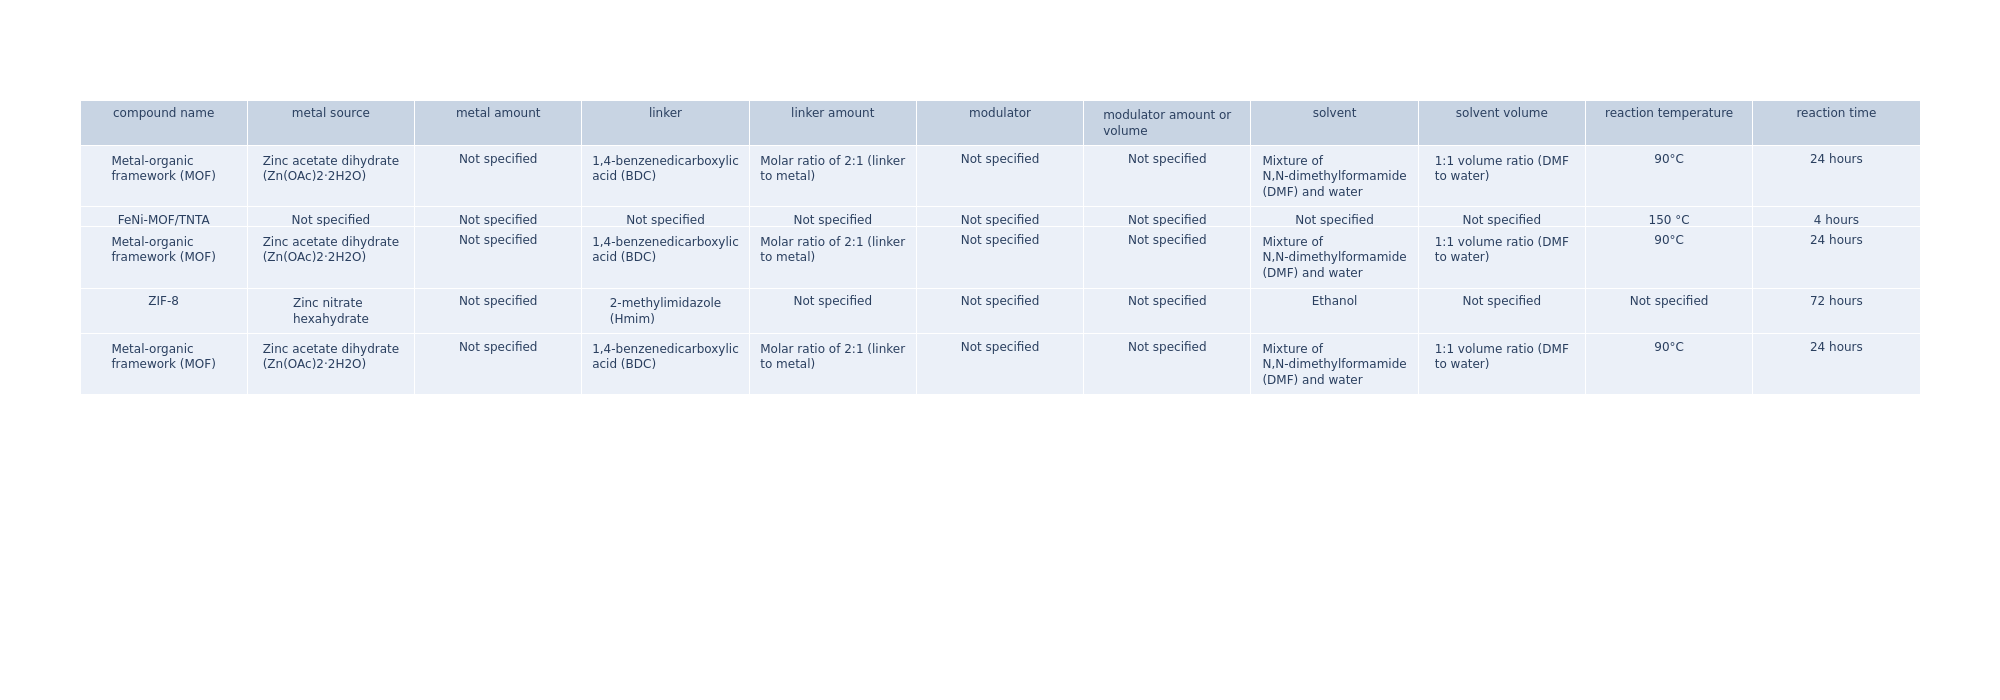 compound name
metal source
metal amount
linker
linker amount
modulator
modulator amount or
volume
solvent
solvent volume
reaction temperature
reaction time
Metal-organic
framework (MOF)
Zinc acetate dihydrate
(Zn(OAc)2·2H2O)
Not specified
1,4-benzenedicarboxylic
acid (BDC)
Molar ratio of 2:1 (linker
to metal)
Not specified
Not specified
Mixture of
N,N-dimethylformamide
(DMF) and water
1:1 volume ratio (DMF
to water)
90°C
24 hours
FeNi-MOF/TNTA
Not specified
Not specified
Not specified
Not specified
Not specified
Not specified
Not specified
Not specified
150 °C
4 hours
Metal-organic
framework (MOF)
Zinc acetate dihydrate
(Zn(OAc)2·2H2O)
Not specified
1,4-benzenedicarboxylic
acid (BDC)
Molar ratio of 2:1 (linker
to metal)
Not specified
Not specified
Mixture of
N,N-dimethylformamide
(DMF) and water
1:1 volume ratio (DMF
to water)
90°C
24 hours
ZIF-8
Zinc nitrate
hexahydrate
Not specified
2-methylimidazole
(Hmim)
Not specified
Not specified
Not specified
Ethanol
Not specified
Not specified
72 hours
Metal-organic
framework (MOF)
Zinc acetate dihydrate
(Zn(OAc)2·2H2O)
Not specified
1,4-benzenedicarboxylic
acid (BDC)
Molar ratio of 2:1 (linker
to metal)
Not specified
Not specified
Mixture of
N,N-dimethylformamide
(DMF) and water
1:1 volume ratio (DMF
to water)
90°C
24 hours